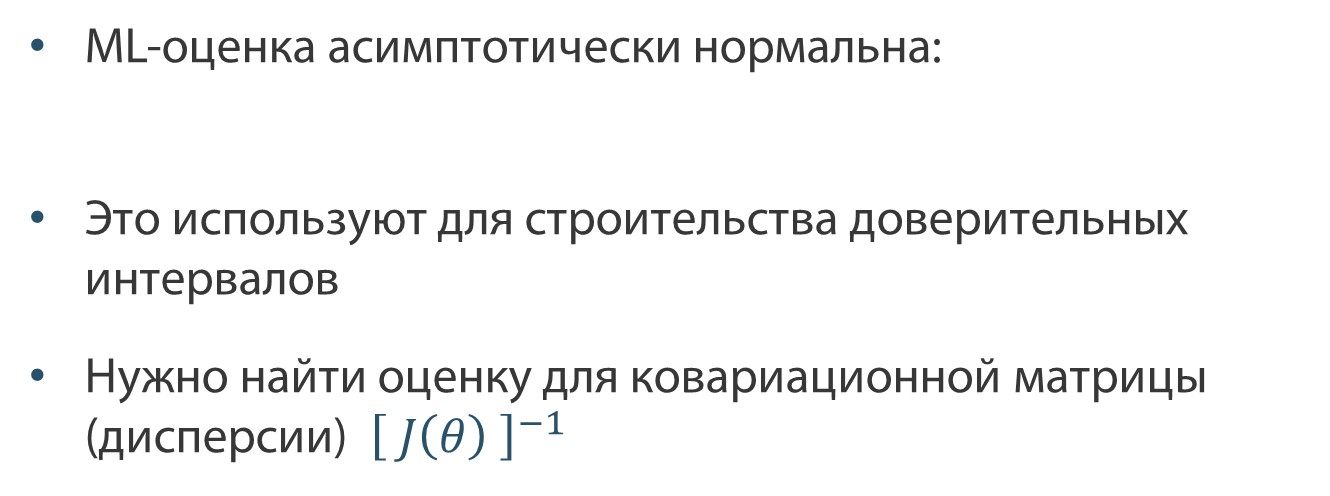 • ML-оценка асимптотически нормальна:
• Это используют для строительства доверительных
интервалов
• Нужно найти оценку для ковариационной матрицы
(дисперсии) [ J(θ) ]⁻¹